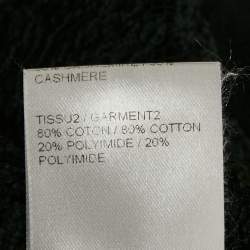 CASHMERE
TISSU2 / GARMENT2
80% COTON / 80% COTTON
20% POLYIMIDE / 20%
POLYIMIDE